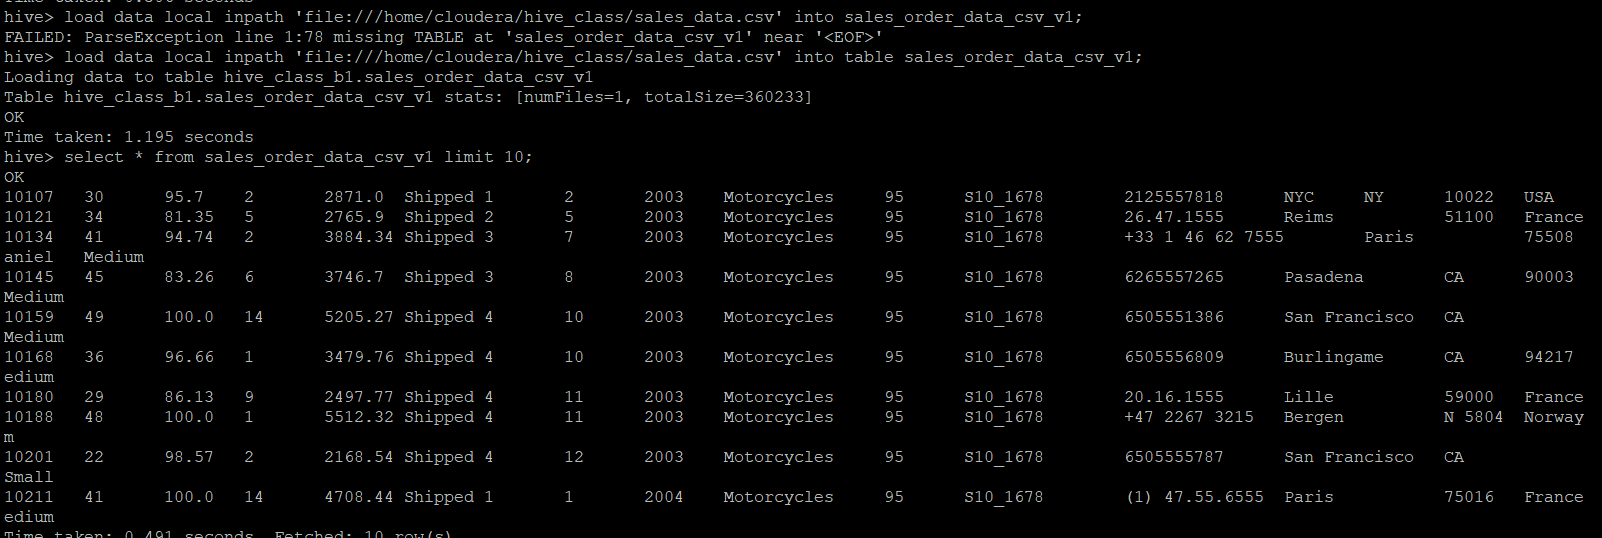 hive> load data local inpath 'file:///home/cloudera/hive_class/sales_data.csv' into sales_order_data_csv_v1;
FAILED: ParseException line 1:78 missing TABLE at 'sales_order_data_csv_v1' near '<EOF>'
hive> load data local inpath 'file:///home/cloudera/hive_class/sales_data.csv' into table sales_order_data_csv_v1;
Loading data to table hive_class_b1.sales_order_data_csv_v1
Table hive_class_b1.sales_order_data_csv_v1 stats: [numFiles=1, totalSize=360233]
OK
Time taken: 1.195 seconds
hive> select * from sales_order_data_csv_v1 limit 10;
OK
10107 30 95.7 2 2871.0 Shipped 1 2 2003 Motorcycles 95 S10_1678 2125557818 NYC NY 10022 USA
10121 34 81.35 5 2765.9 Shipped 2 5 2003 Motorcycles 95 S10_1678 26.47.1555 Reims 51100 France
10134 41 94.74 2 3884.34 Shipped 3 7 2003 Motorcycles 95 S10_1678 +33 1 46 62 7555 Paris 75508
aniel Medium
10145 45 83.26 6 3746.7 Shipped 3 8 2003 Motorcycles 95 S10_1678 6265557265 Pasadena CA 90003
Medium
10159 49 100.0 14 5205.27 Shipped 4 10 2003 Motorcycles 95 S10_1678 6505551386 San Francisco CA
Medium
10168 36 96.66 1 3479.76 Shipped 4 10 2003 Motorcycles 95 S10_1678 6505556809 Burlingame CA 94217
edium
10180 29 86.13 9 2497.77 Shipped 4 11 2003 Motorcycles 95 S10_1678 20.16.1555 Lille 59000 France
10188 48 100.0 1 5512.32 Shipped 4 11 2003 Motorcycles 95 S10_1678 +47 2267 3215 Bergen N 5804 Norway
m
10201 22 98.57 2 2168.54 Shipped 4 12 2003 Motorcycles 95 S10_1678 6505555787 San Francisco CA
Small
10211 41 100.0 14 4708.44 Shipped 1 1 2004 Motorcycles 95 S10_1678 (1) 47.55.6555 Paris 75016 France
edium
Time taken: 0.491 seconds, Fetched: 10 row(s)